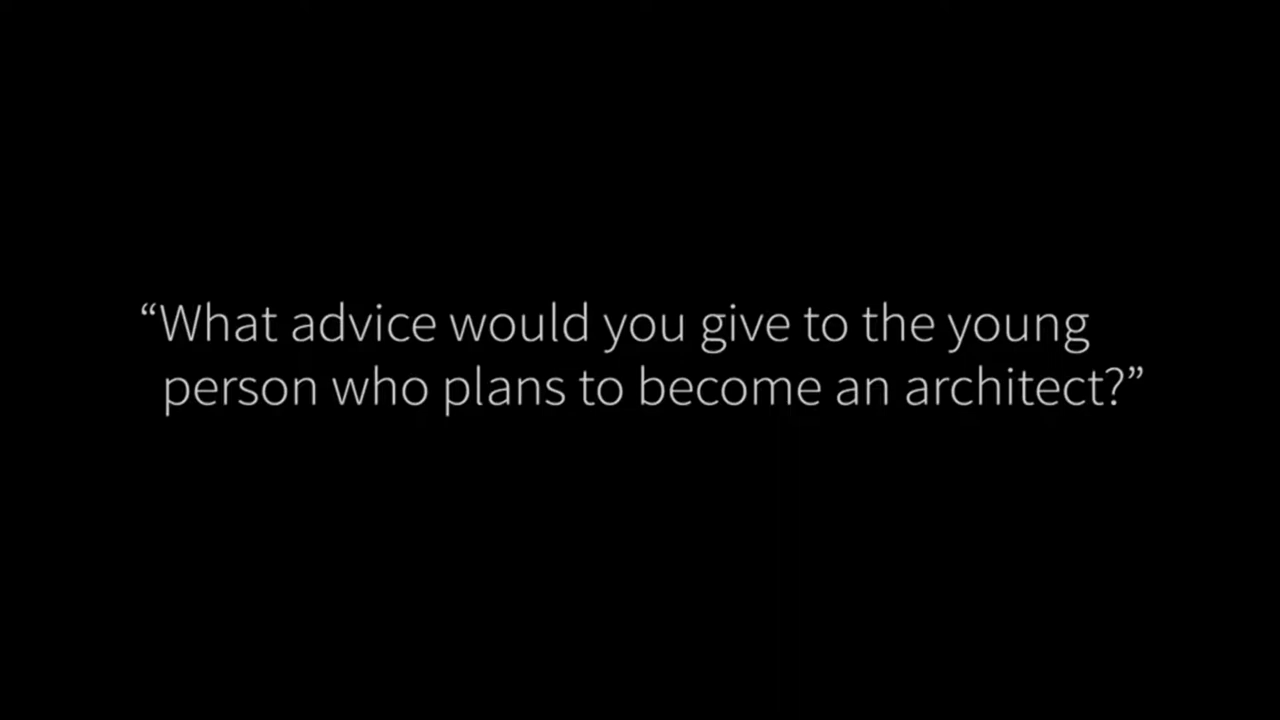 “What advice would you give to the young
person who plans to become an architect?”